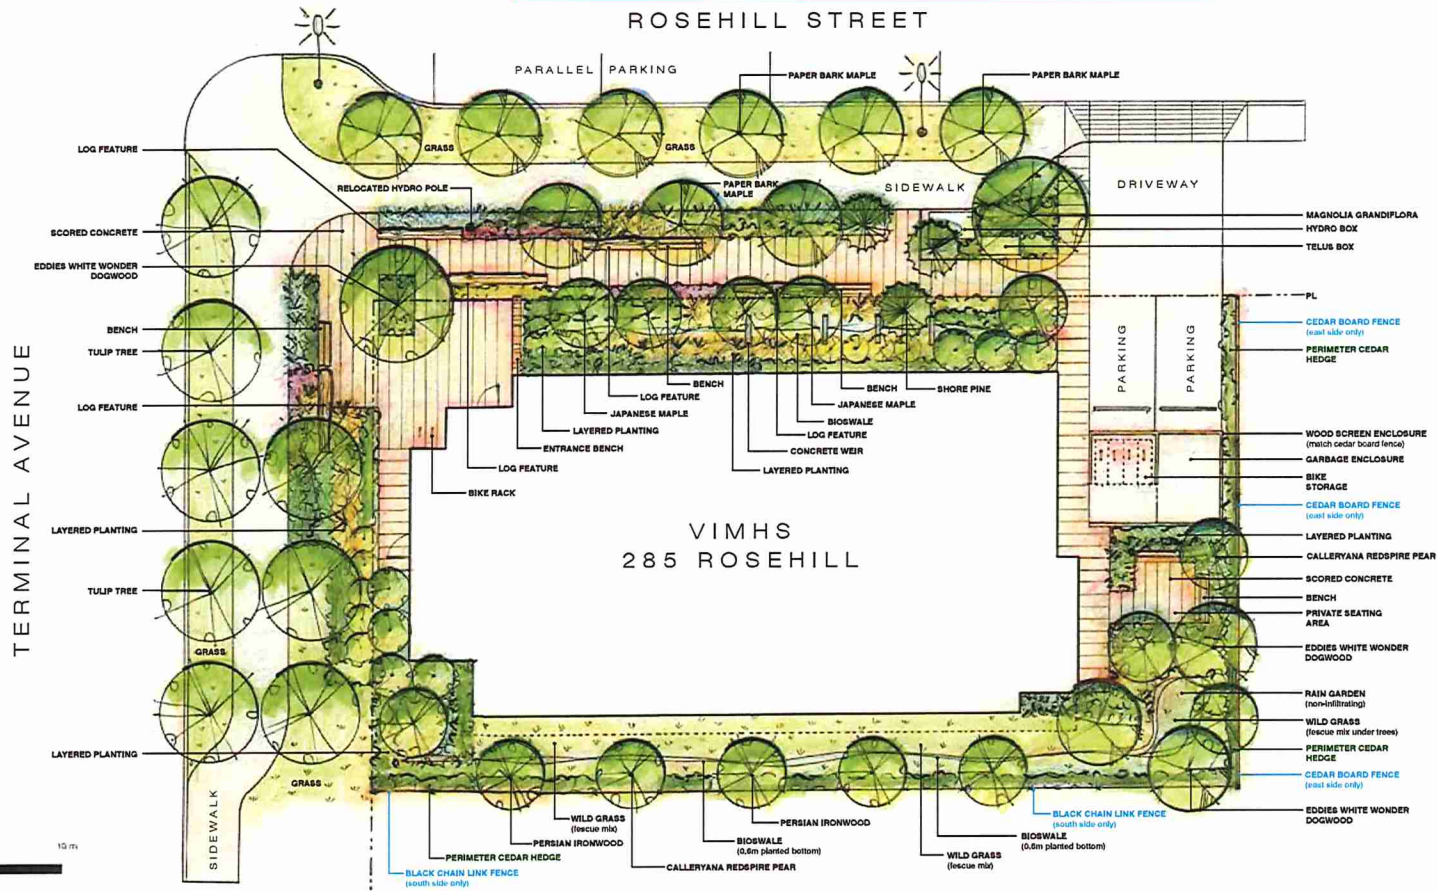 ROSEHILL STREET
PARALLEL PARKING
PAPER BARK MAPLE
PAPER BARK MAPLE
GRASS
GRASS
LOG FEATURE
RELOCATED HYDRO POLE
PAPER BARK
MAPLE
SIDEWALK
DRIVEWAY
SCORED CONCRETE
EDDIES WHITE WONDER
DOGWOOD
BENCH
TULIP TREE
LOG FEATURE
LAYERED PLANTING
TULIP TREE
GRASS
LAYERED PLANTING
GRASS
TERMINAL AVENUE
SIDEWALK
10 m
MAGNOLIA GRANDIFLORA
HYDRO BOX
TELUS BOX
PL
CEDAR BOARD FENCE
(east side only)
PERIMETER CEDAR
HEDGE
PARKING
PARKING
BENCH
LOG FEATURE
JAPANESE MAPLE
LAYERED PLANTING
ENTRANCE BENCH
LOG FEATURE
BIKE RACK
BENCH
SHORE PINE
JAPANESE MAPLE
BIOSWALE
LOG FEATURE
CONCRETE WEIR
LAYERED PLANTING
VIMHS
285 ROSEHILL
WOOD SCREEN ENCLOSURE
(match cedar board fence)
GARBAGE ENCLOSURE
BIKE
STORAGE
CEDAR BOARD FENCE
(east side only)
LAYERED PLANTING
CALLERYANA REDSPIRE PEAR
SCORED CONCRETE
BENCH
PRIVATE SEATING
AREA
EDDIES WHITE WONDER
DOGWOOD
RAIN GARDEN
(non-infiltrating)
WILD GRASS
(fescue mix under trees)
PERIMETER CEDAR
HEDGE
CEDAR BOARD FENCE
(east side only)
EDDIES WHITE WONDER
DOGWOOD
WILD GRASS
(fescue mix)
PERSIAN IRONWOOD
PERIMETER CEDAR HEDGE
BLACK CHAIN LINK FENCE
(south side only)
PERSIAN IRONWOOD
BIOSWALE
(0.6m planted bottom)
CALLERYANA REDSPIRE PEAR
BLACK CHAIN LINK FENCE
(south side only)
BIOSWALE
(0.6m planted bottom)
WILD GRASS
(fescue mix)